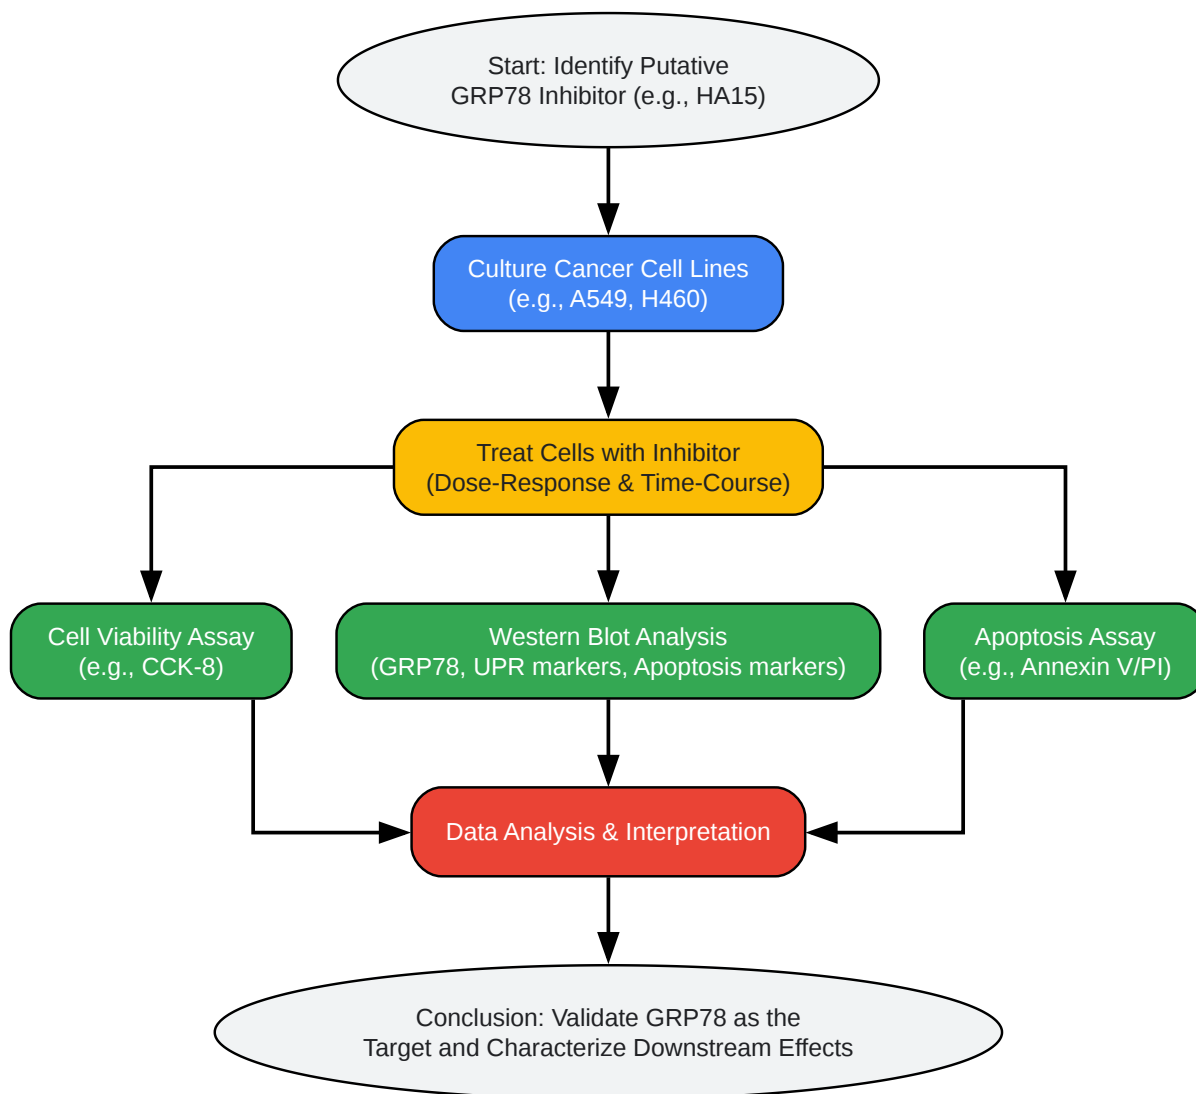 Start: Identify Putative
GRP78 Inhibitor (e.g., HA15)
Culture Cancer Cell Lines
(e.g., A549, H460)
Treat Cells with Inhibitor
(Dose-Response & Time-Course)
Cell Viability Assay
(e.g., CCK-8)
Western Blot Analysis
(GRP78, UPR markers, Apoptosis markers)
Apoptosis Assay
(e.g., Annexin V/PI)
Data Analysis & Interpretation
Conclusion: Validate GRP78 as the
Target and Characterize Downstream Effects